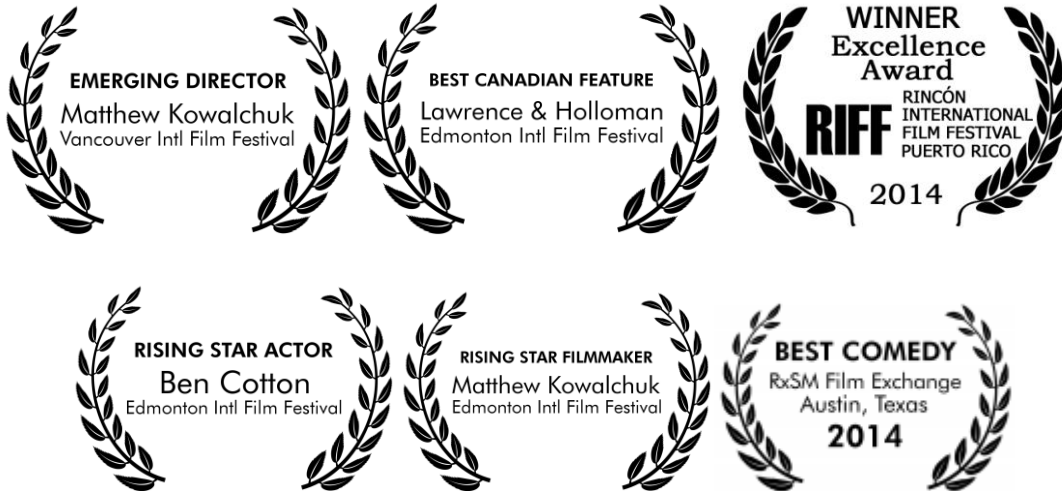 EMERGING DIRECTOR
Matthew Kowalchuk
Vancouver Intl Film Festival
BEST CANADIAN FEATURE
Lawrence & Holloman
Edmonton Intl Film Festival
WINNER
Excellence
Award
RIFF
RINCÓN
INTERNATIONAL
FILM FESTIVAL
PUERTO RICO
2014
RISING STAR ACTOR
Ben Cotton
Edmonton Intl Film Festival
RISING STAR FILMMAKER
Matthew Kowalchuk
Edmonton Intl Film Festival
BEST COMEDY
RxSM Film Exchange
Austin, Texas
2014